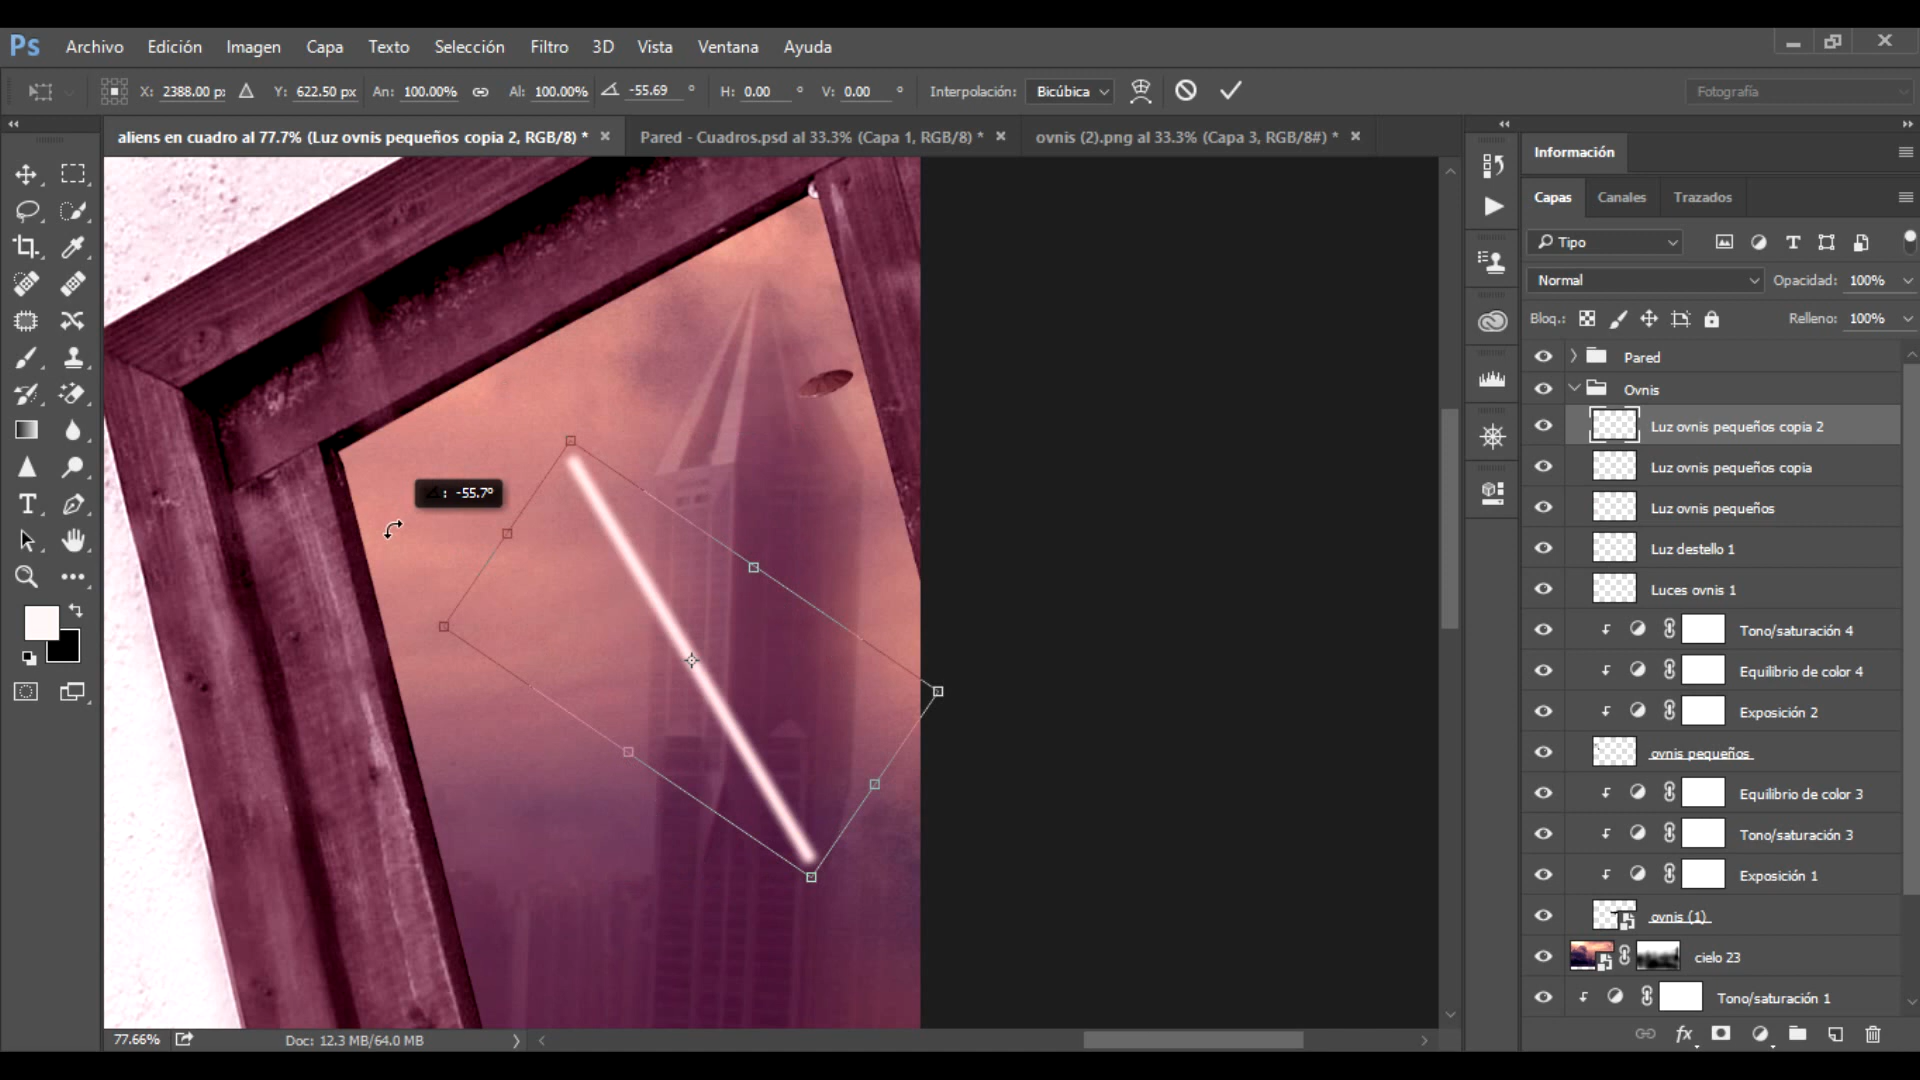 Ps Archivo Edición Imagen Capa Texto Selección Filtro 3D Vista Ventana Ayuda
X: 2388.00 p: Y: 622.50 px An: 100.00% Al: 100.00% -55.69 ° H: 0.00 ° V: 0.00 ° Interpolación: Bicúbica Fotografía
aliens en cuadro al 77.7% (Luz ovnis pequeños copia 2, RGB/8) * Pared - Cuadros.psd al 33.3% (Capa 1, RGB/8) * ovnis (2).png al 33.3% (Capa 3, RGB/8#) *
Información
Capas Canales Trazados
Tipo
Normal Opacidad: 100%
Bloq.: Relleno: 100%
Pared
Ovnis
Luz ovnis pequeños copia 2
Luz ovnis pequeños copia
: -55.7°
Luz ovnis pequeños
Luz destello 1
Luces ovnis 1
Tono/saturación 4
Equilibrio de color 4
Exposición 2
ovnis pequeños
Equilibrio de color 3
Tono/saturación 3
Exposición 1
ovnis (1)
cielo 23
Tono/saturación 1
77.66% Doc: 12.3 MB/64.0 MB
fx